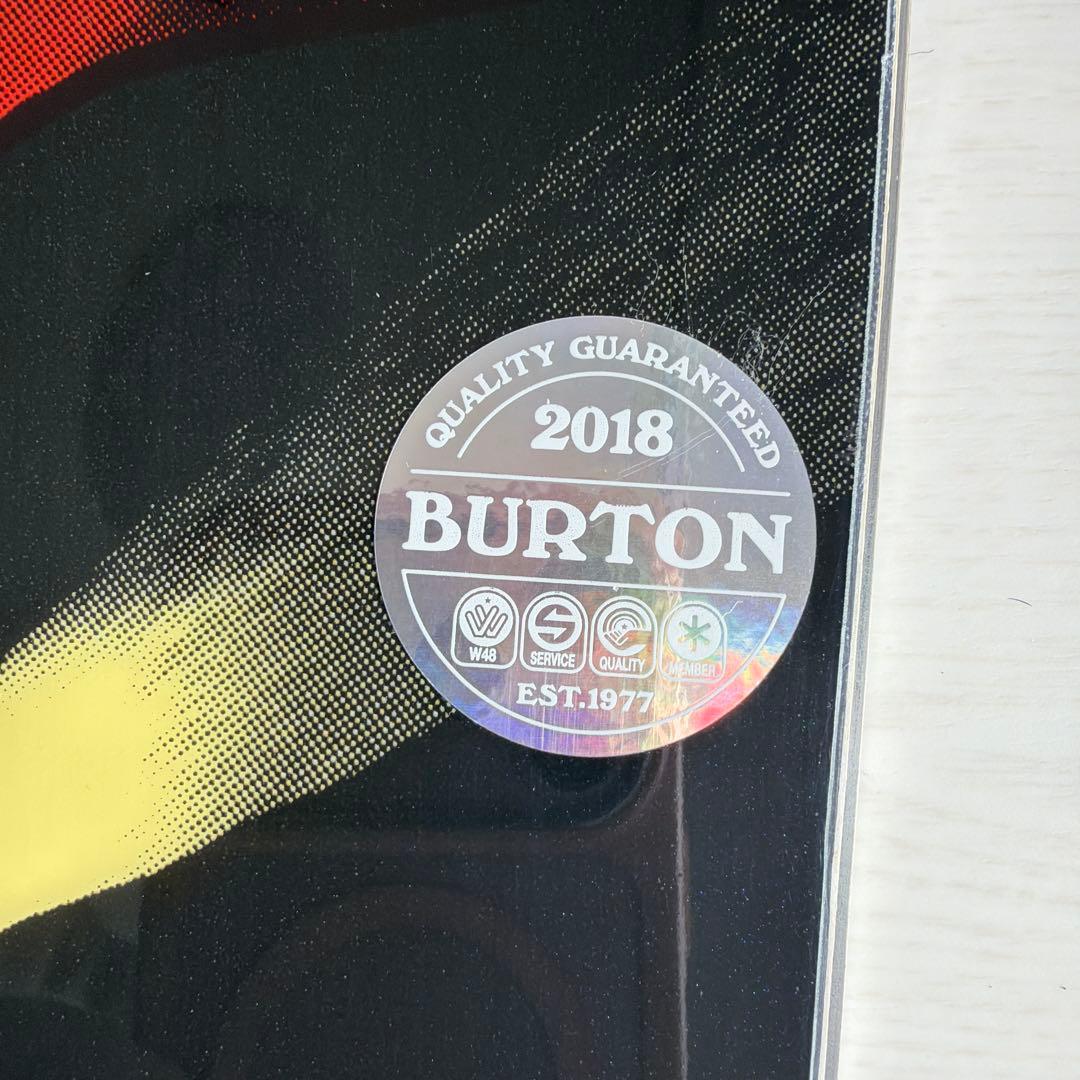 QUALITY GUARANTEED
2018
BURTON
W48 SERVICE QUALITY MEMBER
EST.1977